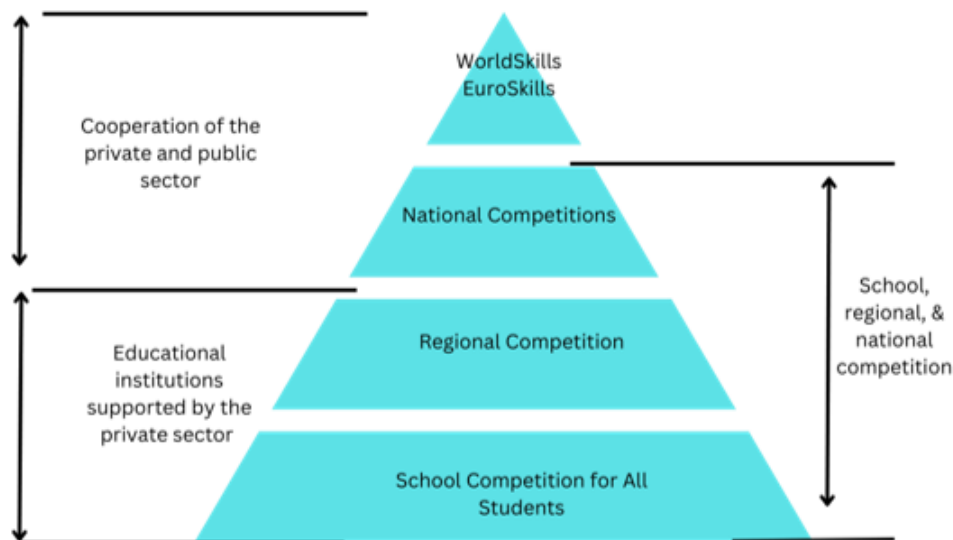 WorldSkills
EuroSkills
Cooperation of the
private and public
sector
National Competitions
School,
regional, &
national
competition
Regional Competition
Educational
institutions
supported by the
private sector
School Competition for All
Students